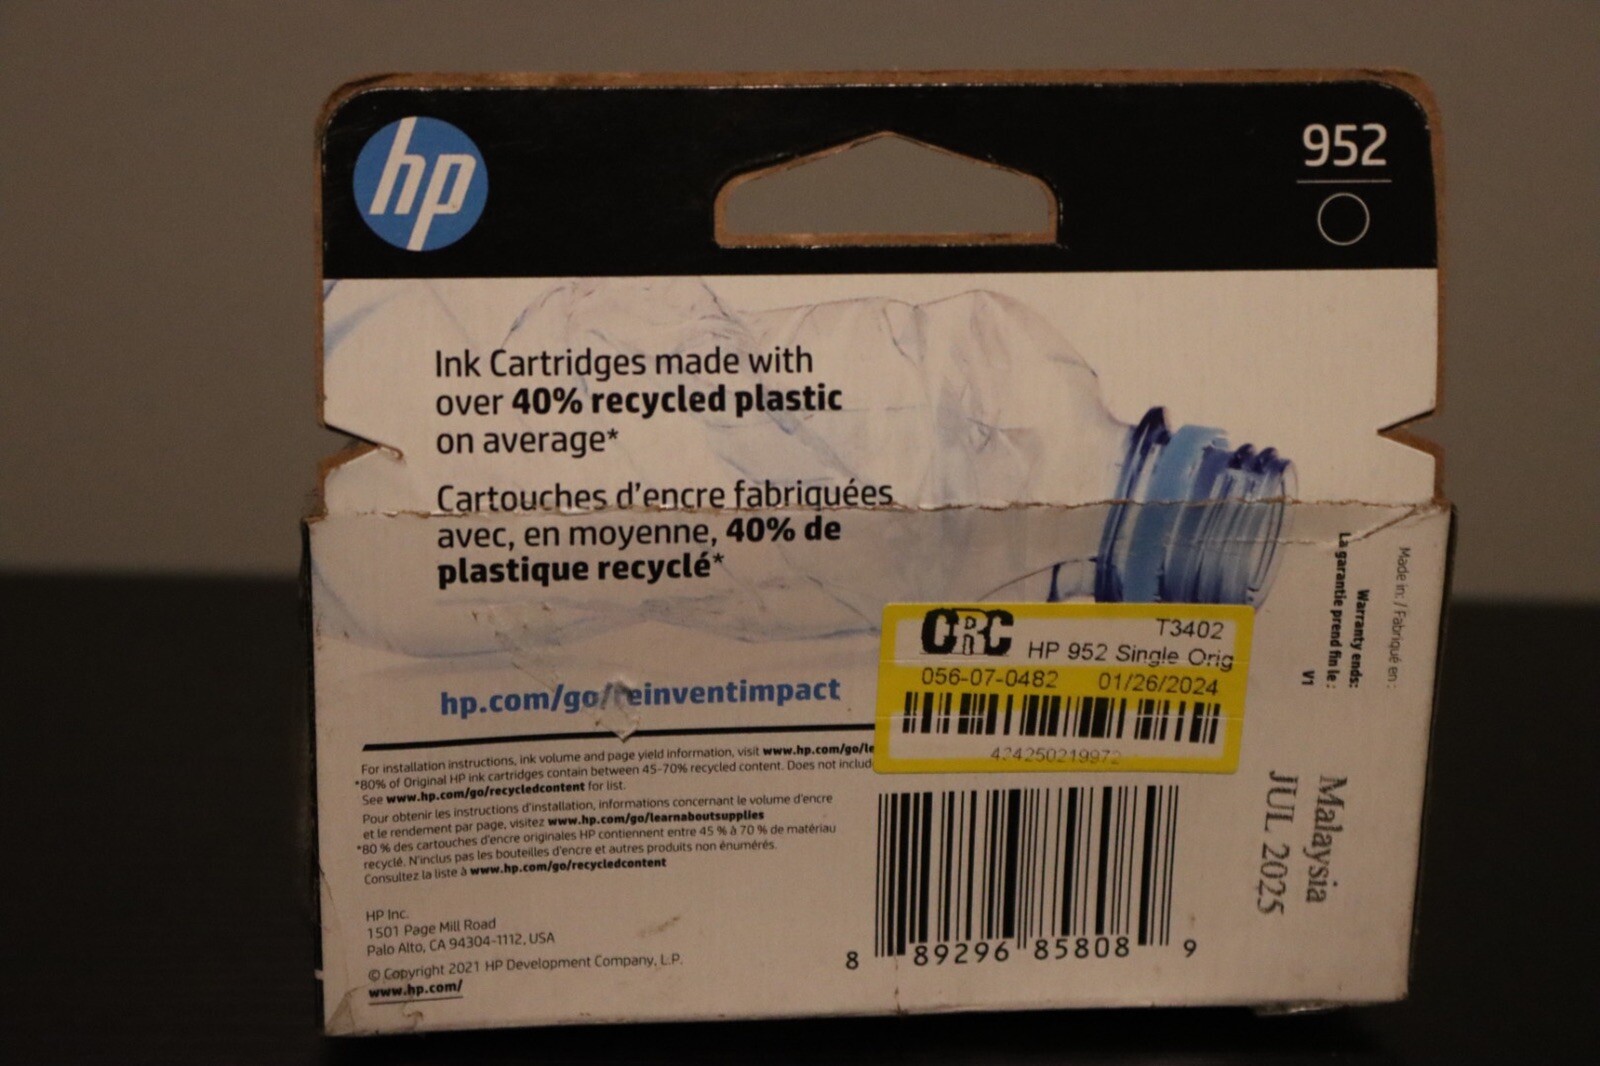 hp
952
Ink Cartridges made with
over 40% recycled plastic
on average*
Cartouches d'encre fabriquées
avec, en moyenne, 40% de
plastique recyclé*
hp.com/go/reinventimpact
CRC
T3402
HP 952 Single Orig
056-07-0482 01/26/2024
424250219972
Made in: / Fabriqué en :
Warranty ends:
La garantie prend fin le :
V1
Malaysia
JUL 2025
For installation instructions, ink volume and page yield information, visit www.hp.com/go/le
*80% of Original HP ink cartridges contain between 45-70% recycled content. Does not includ
See www.hp.com/go/recycledcontent for list.
Pour obtenir les instructions d'installation, informations concernant le volume d'encre
et le rendement par page, visitez www.hp.com/go/learnaboutsupplies
*80 % des cartouches d'encre originales HP contiennent entre 45 % à 70 % de matériau
recyclé. N'inclus pas les bouteilles d'encre et autres produits non énumérés.
Consultez la liste à www.hp.com/go/recycledcontent
HP Inc.
1501 Page Mill Road
Palo Alto, CA 94304-1112, USA
© Copyright 2021 HP Development Company, L.P.
www.hp.com/
8 89296 85808 9